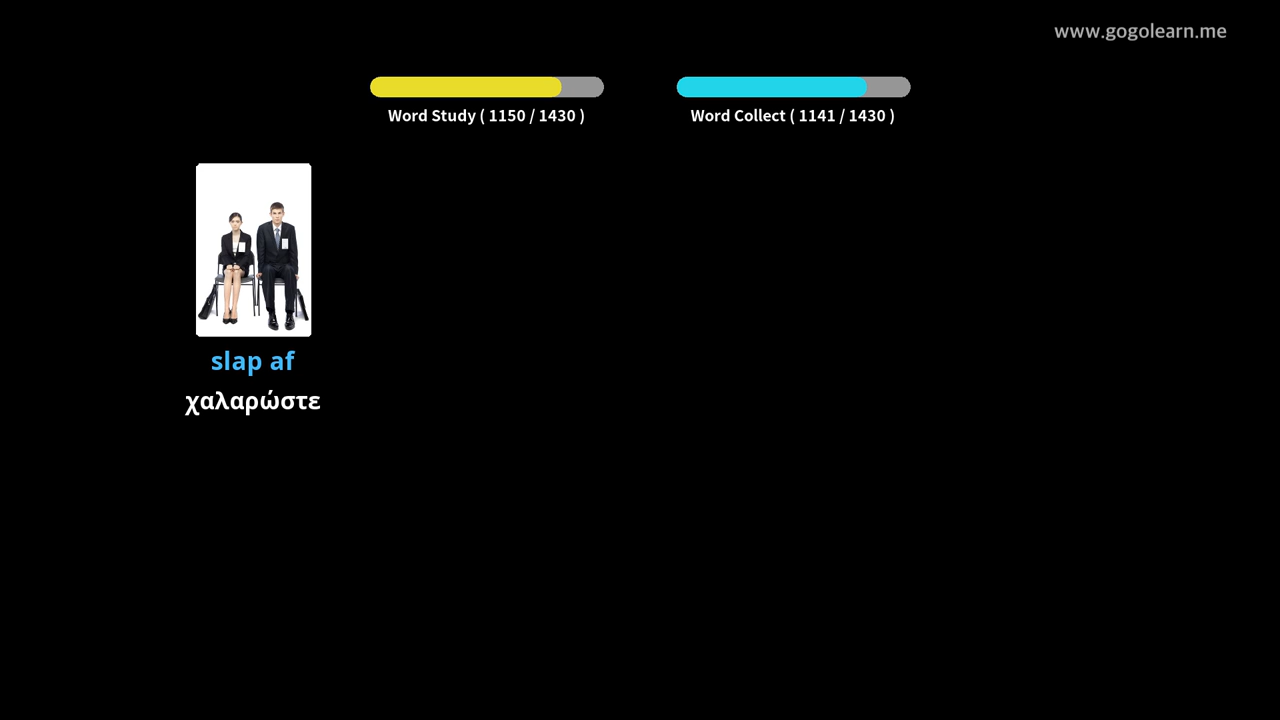 www.gogolearn.me
Word Study ( 1150 / 1430 )
Word Collect ( 1141 / 1430 )
slap af
χαλαρώστε